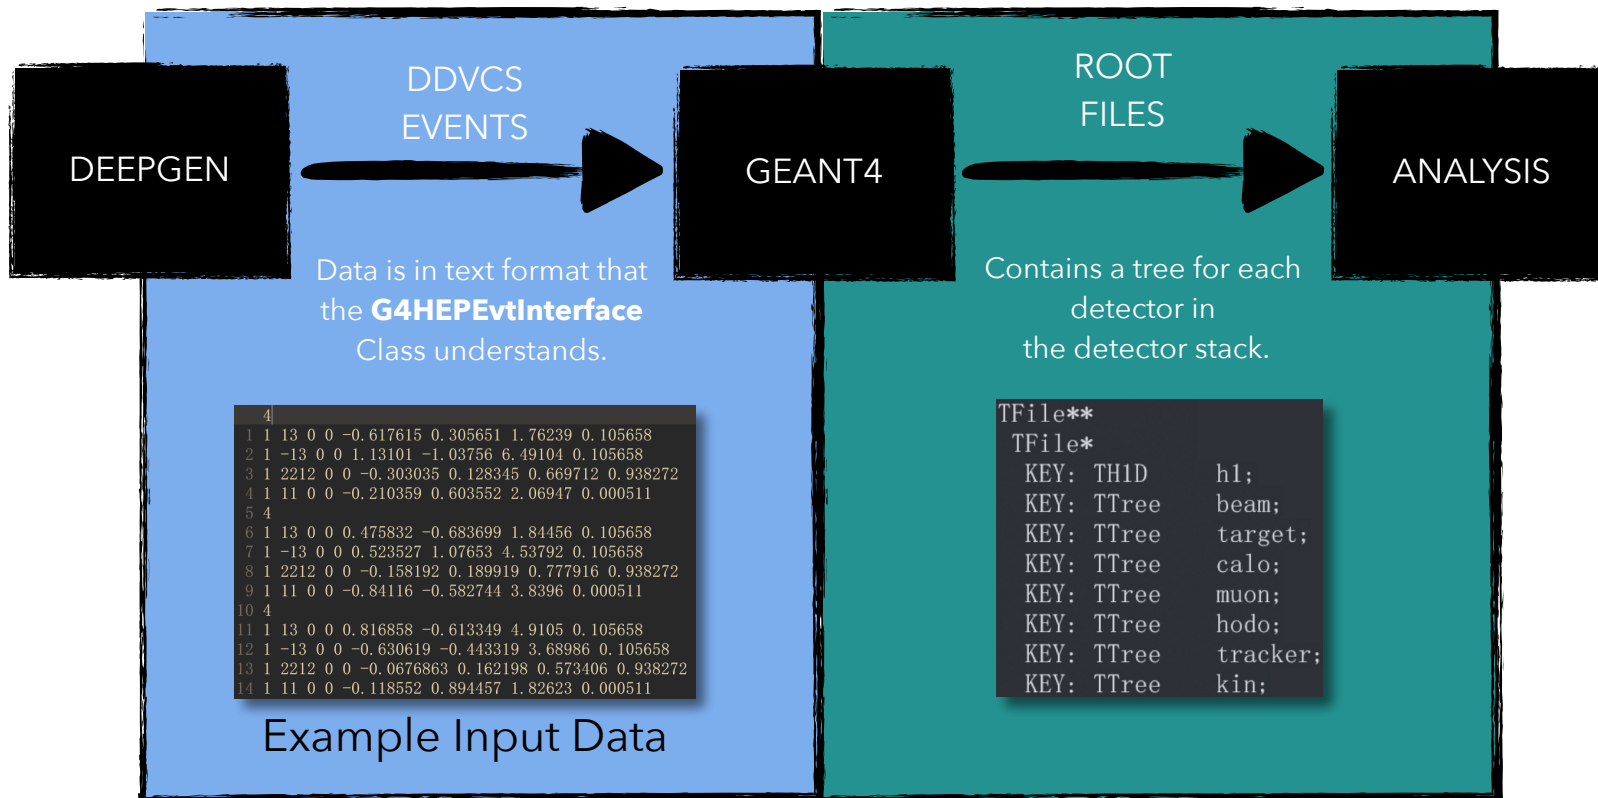 DEEPGEN
DDVCS
EVENTS
GEANT4
ROOT
FILES
ANALYSIS
Data is in text format that
the G4HEPEvtInterface
Class understands.
4
1 1 13 0 0 -0.617615 0.305651 1.76239 0.105658
2 1 -13 0 0 1.13101 -1.03756 6.49104 0.105658
3 1 2212 0 0 -0.303035 0.128345 0.669712 0.938272
4 1 11 0 0 -0.210359 0.603552 2.06947 0.000511
5 4
6 1 13 0 0 0.475832 -0.683699 1.84456 0.105658
7 1 -13 0 0 0.523527 1.07653 4.53792 0.105658
8 1 2212 0 0 -0.158192 0.189919 0.777916 0.938272
9 1 11 0 0 -0.84116 -0.582744 3.8396 0.000511
10 4
11 1 13 0 0 0.816858 -0.613349 4.9105 0.105658
12 1 -13 0 0 -0.630619 -0.443319 3.68986 0.105658
13 1 2212 0 0 -0.0676863 0.162198 0.573406 0.938272
14 1 11 0 0 -0.118552 0.894457 1.82623 0.000511
Example Input Data
Contains a tree for each
detector in
the detector stack.
TFile**
TFile*
KEY: TH1D h1;
KEY: TTree beam;
KEY: TTree target;
KEY: TTree calo;
KEY: TTree muon;
KEY: TTree hodo;
KEY: TTree tracker;
KEY: TTree kin;